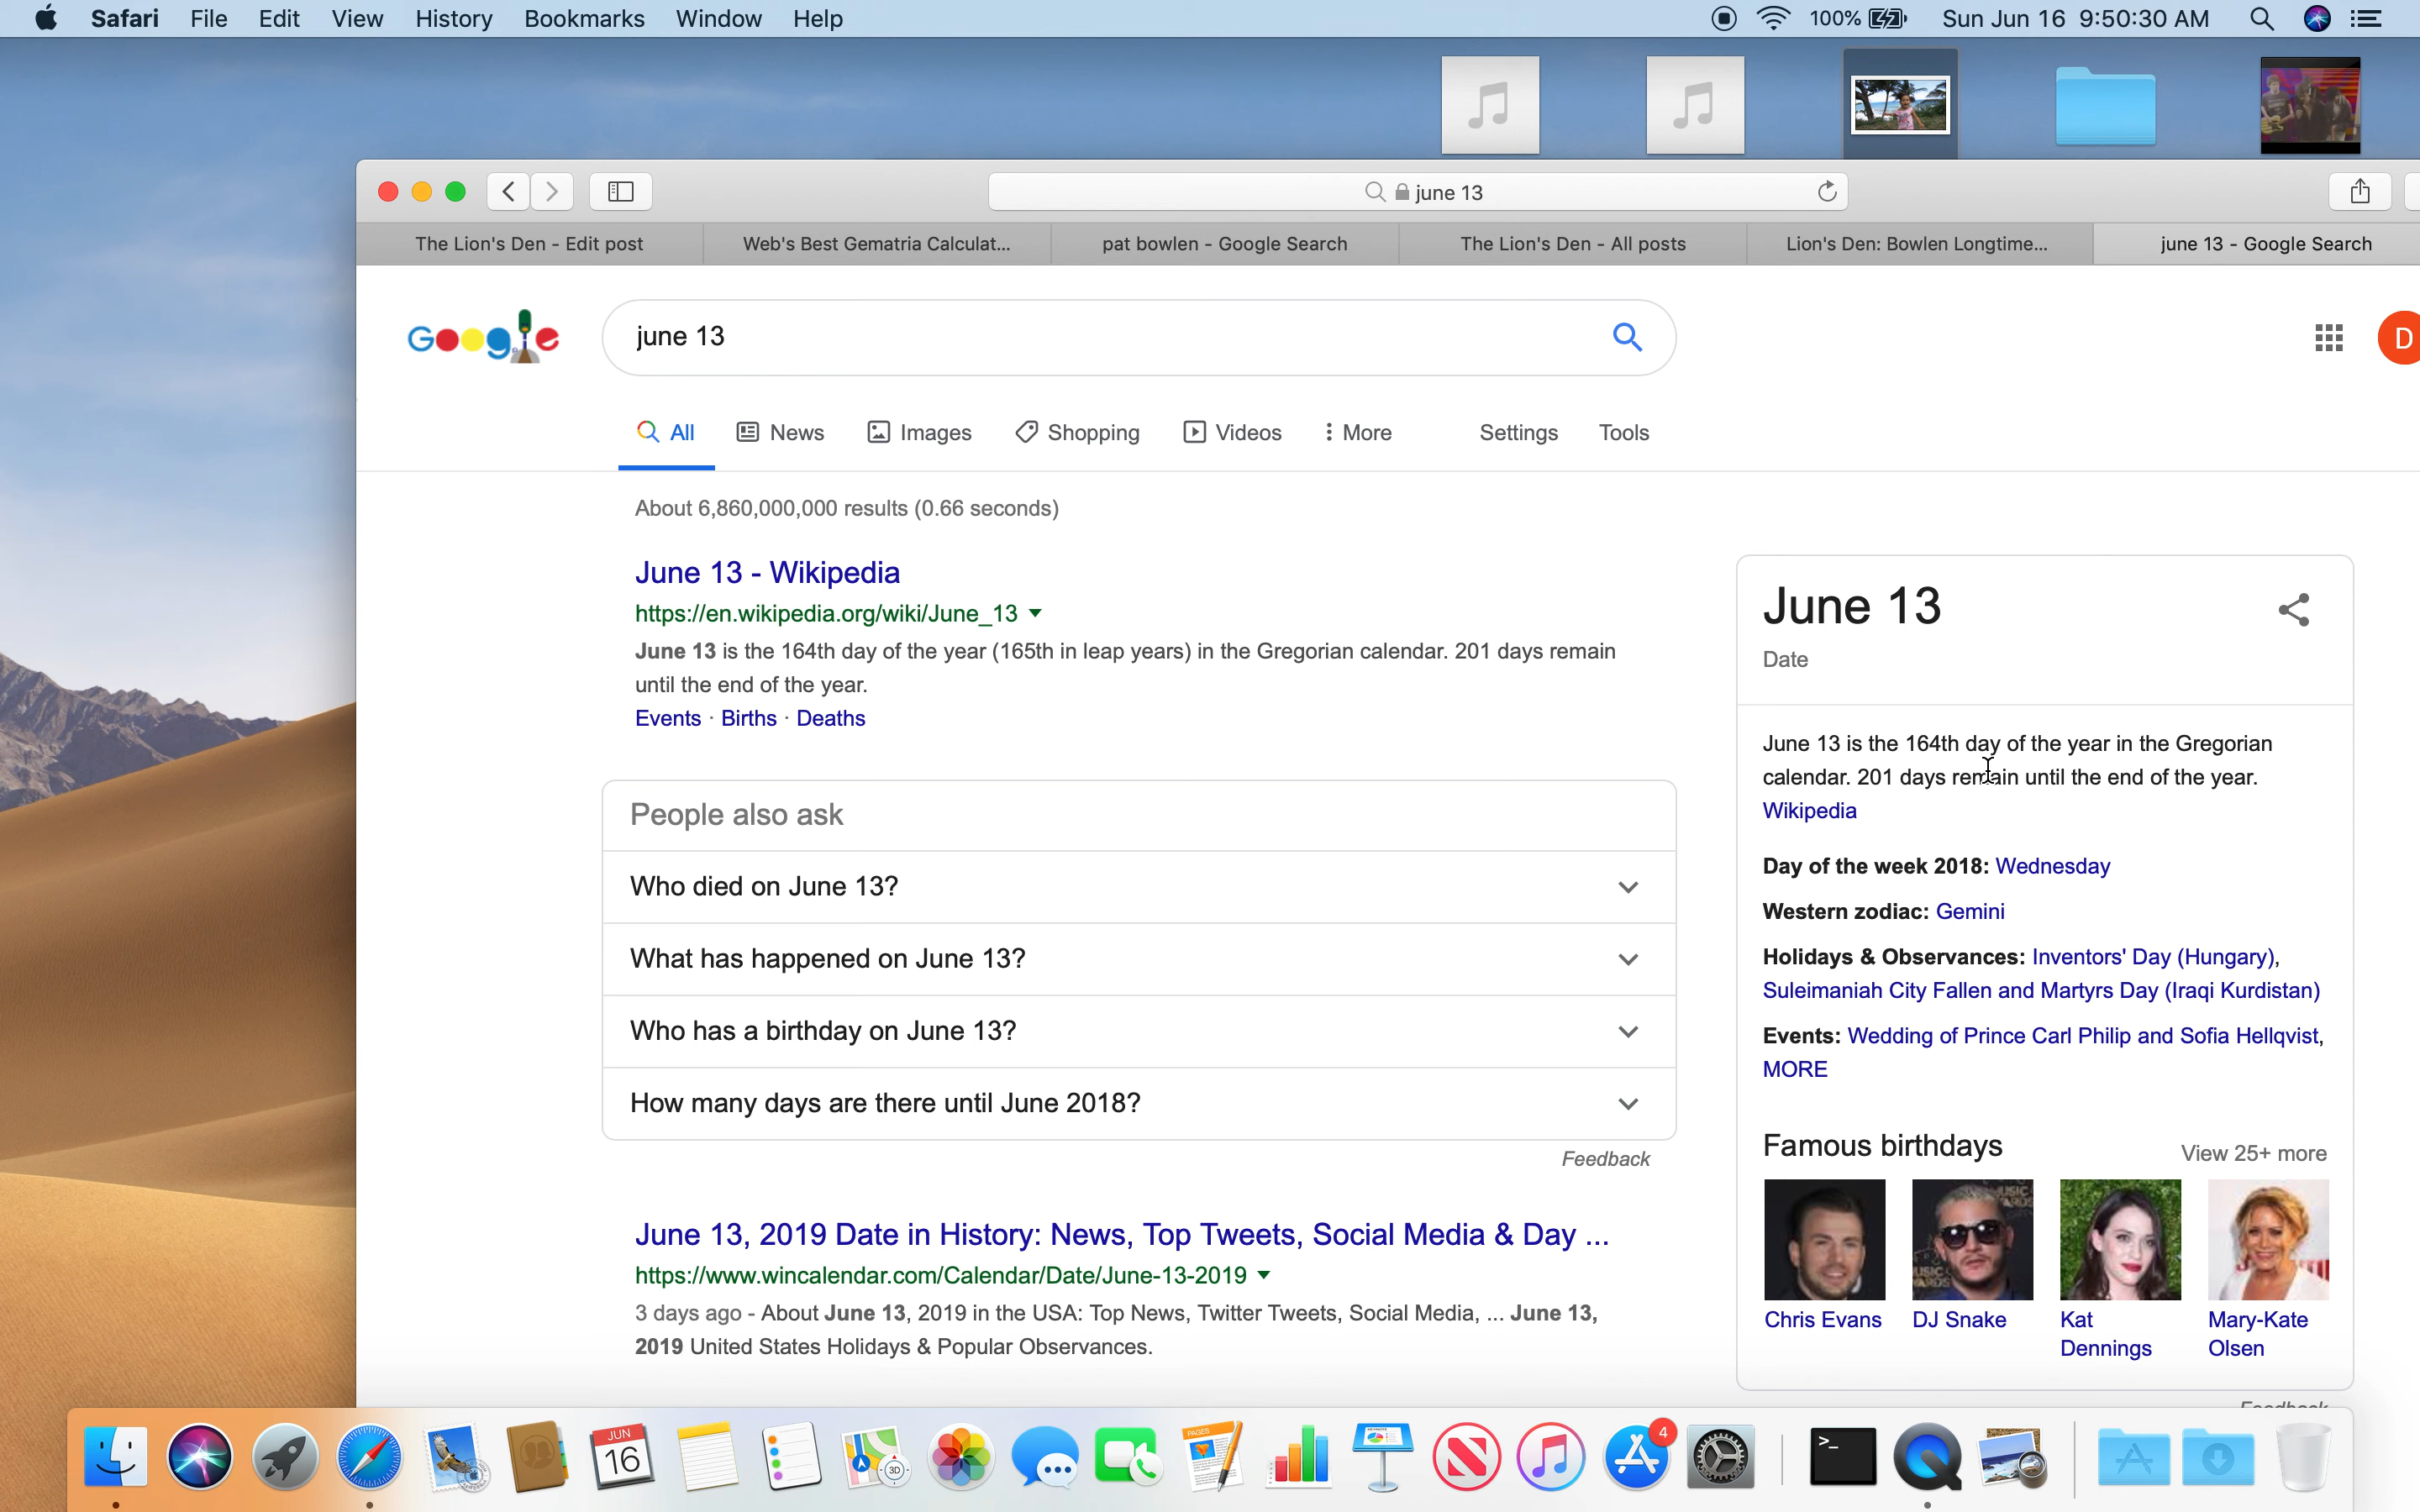 Safari File Edit View History Bookmarks Window Help 100% Sun Jun 16 9:50:30 AM
june 13
The Lion's Den - Edit post Web's Best Gematria Calculat... pat bowlen - Google Search The Lion's Den - All posts Lion's Den: Bowlen Longtime... june 13 - Google Search
Google june 13 D
All News Images Shopping Videos More Settings Tools
About 6,860,000,000 results (0.66 seconds)
June 13 - Wikipedia
https://en.wikipedia.org/wiki/June_13
June 13 is the 164th day of the year (165th in leap years) in the Gregorian calendar. 201 days remain
until the end of the year.
Events · Births · Deaths
People also ask
Who died on June 13?
What has happened on June 13?
Who has a birthday on June 13?
How many days are there until June 2018?
Feedback
June 13, 2019 Date in History: News, Top Tweets, Social Media & Day ...
https://www.wincalendar.com/Calendar/Date/June-13-2019
3 days ago - About June 13, 2019 in the USA: Top News, Twitter Tweets, Social Media, ... June 13,
2019 United States Holidays & Popular Observances.
June 13
Date
June 13 is the 164th day of the year in the Gregorian
calendar. 201 days remain until the end of the year.
Wikipedia
Day of the week 2018: Wednesday
Western zodiac: Gemini
Holidays & Observances: Inventors' Day (Hungary),
Suleimaniah City Fallen and Martyrs Day (Iraqi Kurdistan)
Events: Wedding of Prince Carl Philip and Sofia Hellqvist,
MORE
Famous birthdays View 25+ more
Chris Evans DJ Snake Kat Mary-Kate
Dennings Olsen
Feedback
JUN
16
3D
PAGES
4
>_